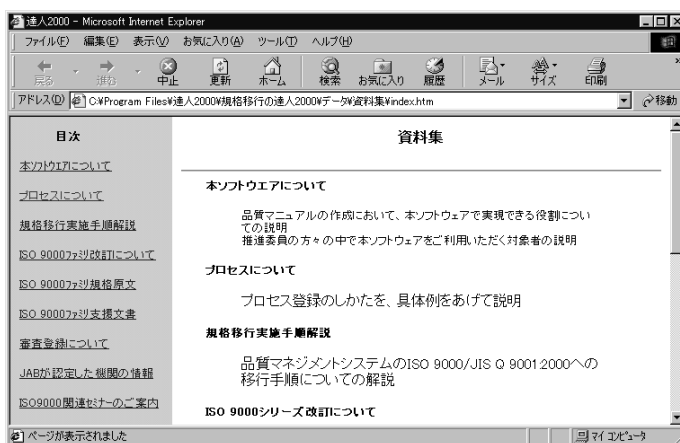 達人2000 - Microsoft Internet Explorer
ファイル(F) 編集(E) 表示(V) お気に入り(A) ツール(T) ヘルプ(H)
戻る 進む 中止 更新 ホーム 検索 お気に入り 履歴 メール サイズ 印刷
アドレス(D) C:¥Program Files¥達人2000¥規格移行の達人2000¥データ¥資料集¥index.htm 移動
目次
本ソフトウエアについて
プロセスについて
規格移行実施手順解説
ISO 9000ファミリ改訂について
ISO 9000ファミリ規格原文
ISO 9000ファミリ支援文書
審査登録について
JABが認定した機関の情報
ISO9000関連セミナーのご案内
資料集
本ソフトウエアについて
品質マニュアルの作成において、本ソフトウェアで実現できる役割につい
ての説明
推進委員の方々の中で本ソフトウェアをご利用いただく対象者の説明
プロセスについて
プロセス登録のしかたを、具体例をあげて説明
規格移行実施手順解説
品質マネジメントシステムのISO 9000/JIS Q 9001:2000への
移行手順についての解説
ISO 9000シリーズ改訂について
ページが表示されました
マイ コンピュータ